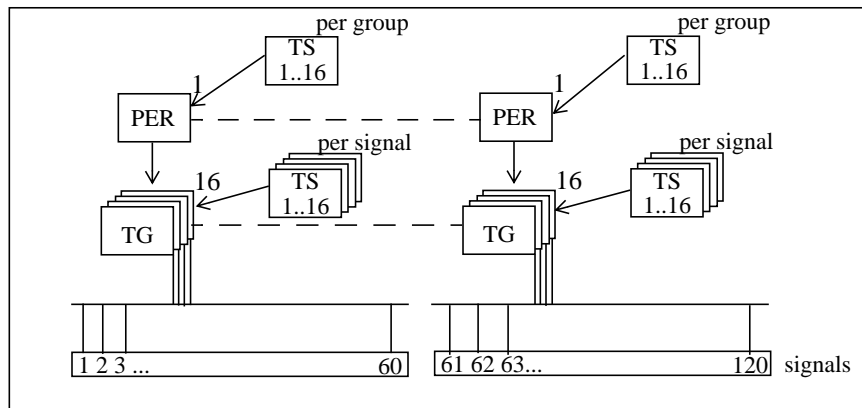 per group
TS
1..16
1
PER
per signal
16
TS
1..16
TG
1 2 3 ... 60
per group
TS
1..16
1
PER
per signal
16
TS
1..16
TG
61 62 63... 120
signals